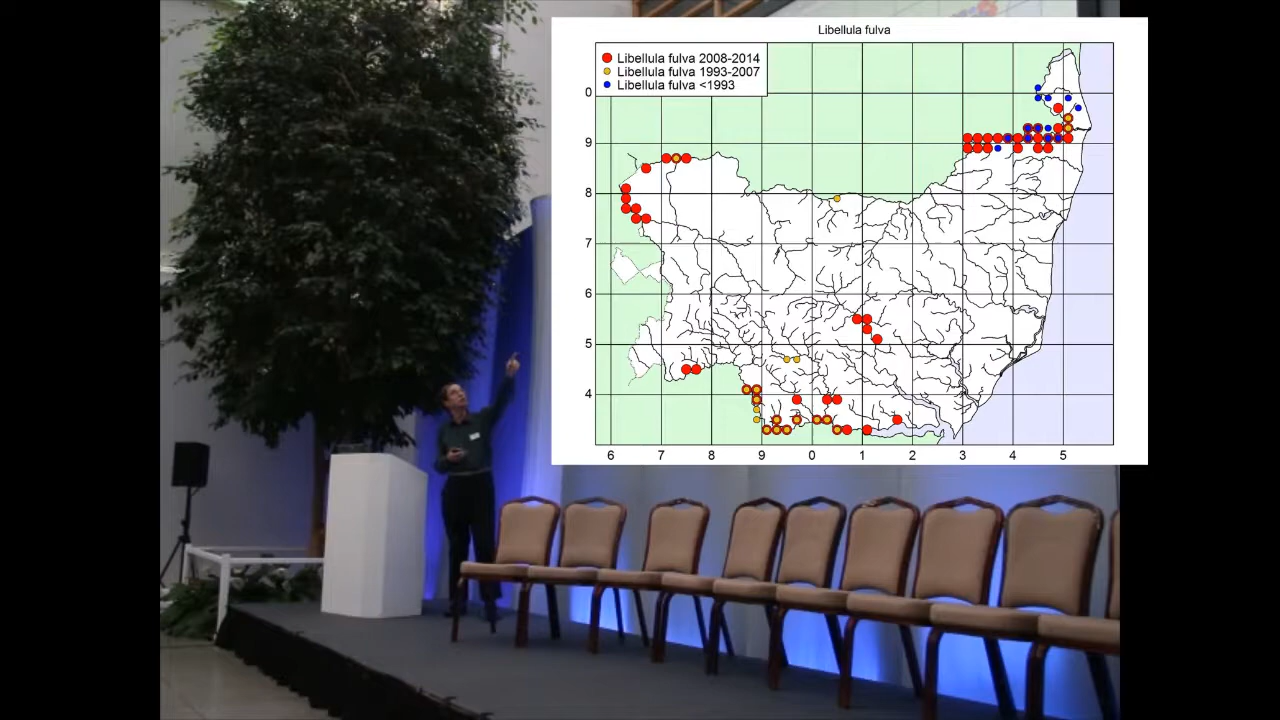 Libellula fulva
Libellula fulva 2008-2014
Libellula fulva 1993-2007
Libellula fulva <1993
0
9
8
7
6
5
4
6 7 8 9 0 1 2 3 4 5